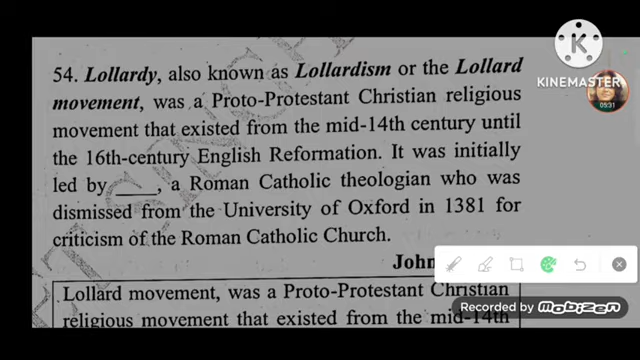 54. Lollardy, also known as Lollardism or the Lollard
movement, was a Proto-Protestant Christian religious
movement that existed from the mid-14th century until
the 16th-century English Reformation. It was initially
led by ____, a Roman Catholic theologian who was
dismissed from the University of Oxford in 1381 for
criticism of the Roman Catholic Church.
John
Lollard movement, was a Proto-Protestant Christian
religious movement that existed from the mid-14th
K
KINEMASTER
05:31
Recorded by Mobizen